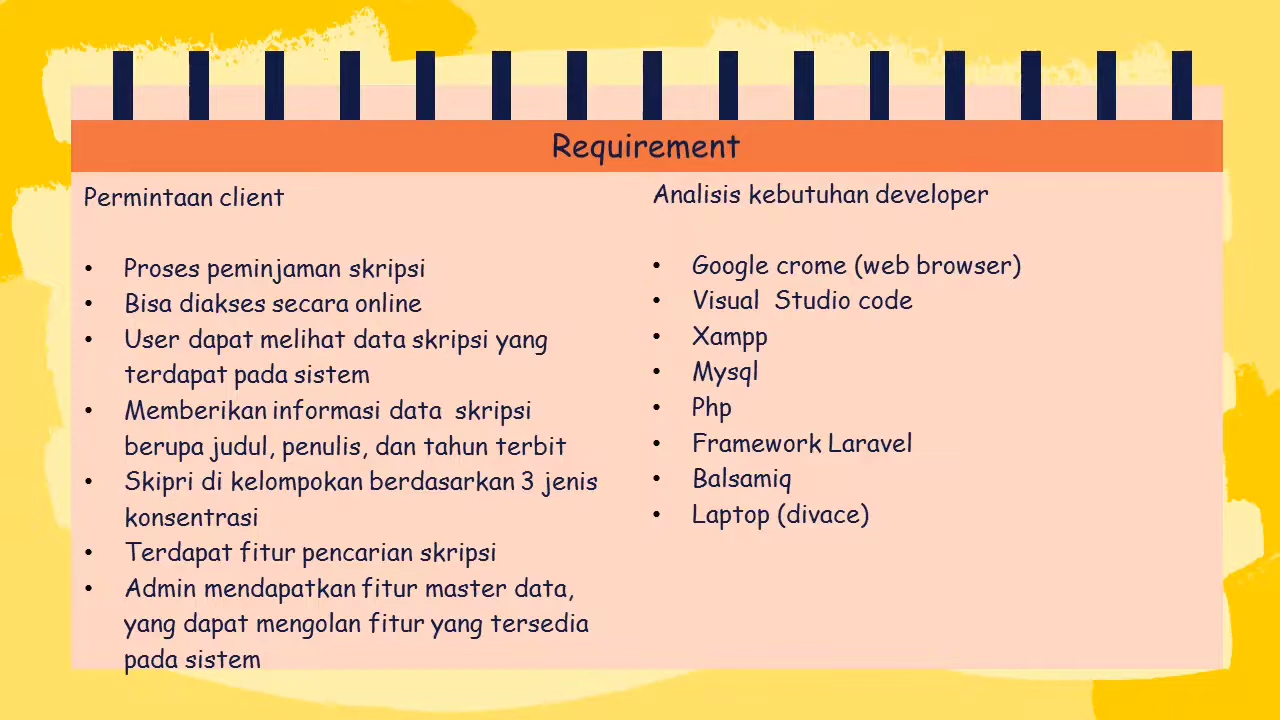 Requirement
Permintaan client
• Proses peminjaman skripsi
• Bisa diakses secara online
• User dapat melihat data skripsi yang
terdapat pada sistem
• Memberikan informasi data skripsi
berupa judul, penulis, dan tahun terbit
• Skipri di kelompokan berdasarkan 3 jenis
konsentrasi
• Terdapat fitur pencarian skripsi
• Admin mendapatkan fitur master data,
yang dapat mengolan fitur yang tersedia
pada sistem
Analisis kebutuhan developer
• Google crome (web browser)
• Visual Studio code
• Xampp
• Mysql
• Php
• Framework Laravel
• Balsamiq
• Laptop (divace)